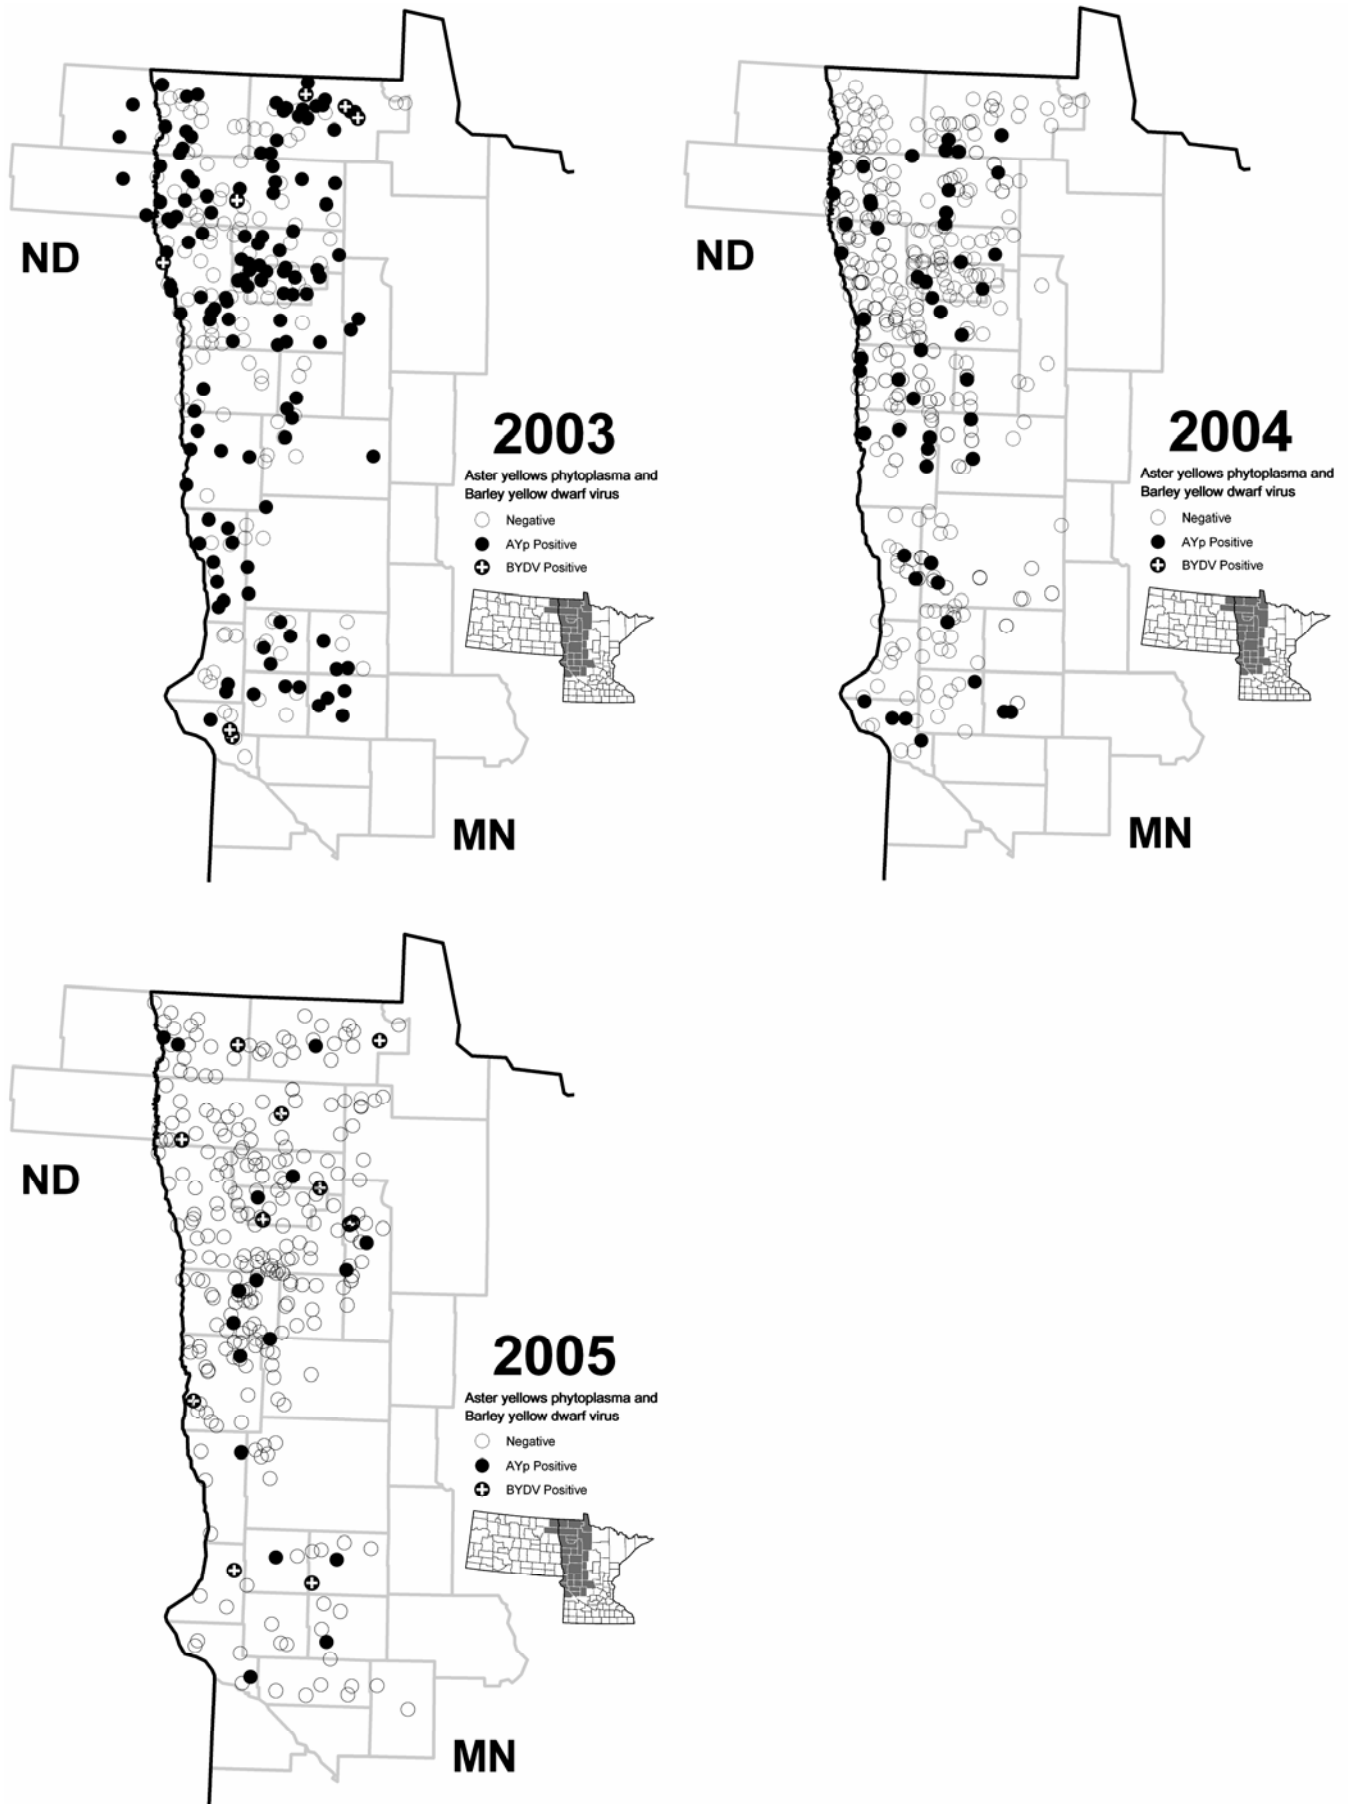 ND
2003
Aster yellows phytoplasma and
Barley yellow dwarf virus
Negative
AYp Positive
BYDV Positive
MN
ND
2004
Aster yellows phytoplasma and
Barley yellow dwarf virus
Negative
AYp Positive
BYDV Positive
MN
ND
2005
Aster yellows phytoplasma and
Barley yellow dwarf virus
Negative
AYp Positive
BYDV Positive
MN